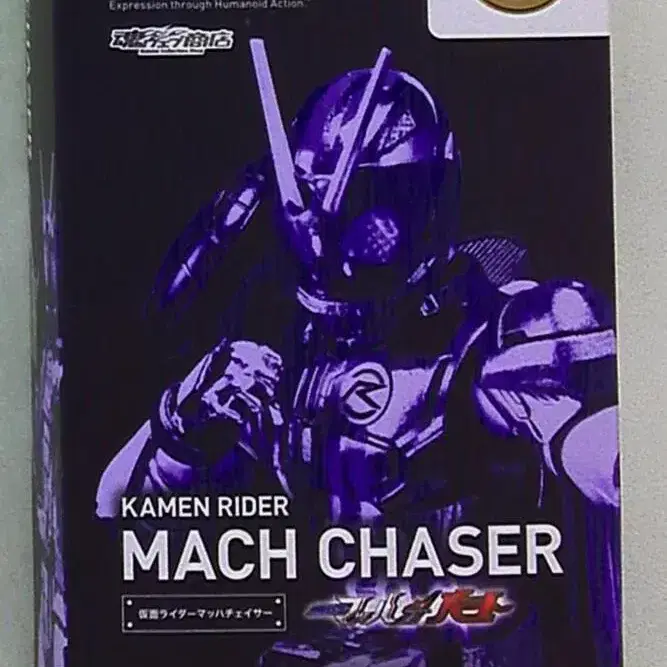 Expression through Humanoid Action.
魂ウェブ商店
KAMEN RIDER
MACH CHASER
仮面ライダーマッハチェイサー